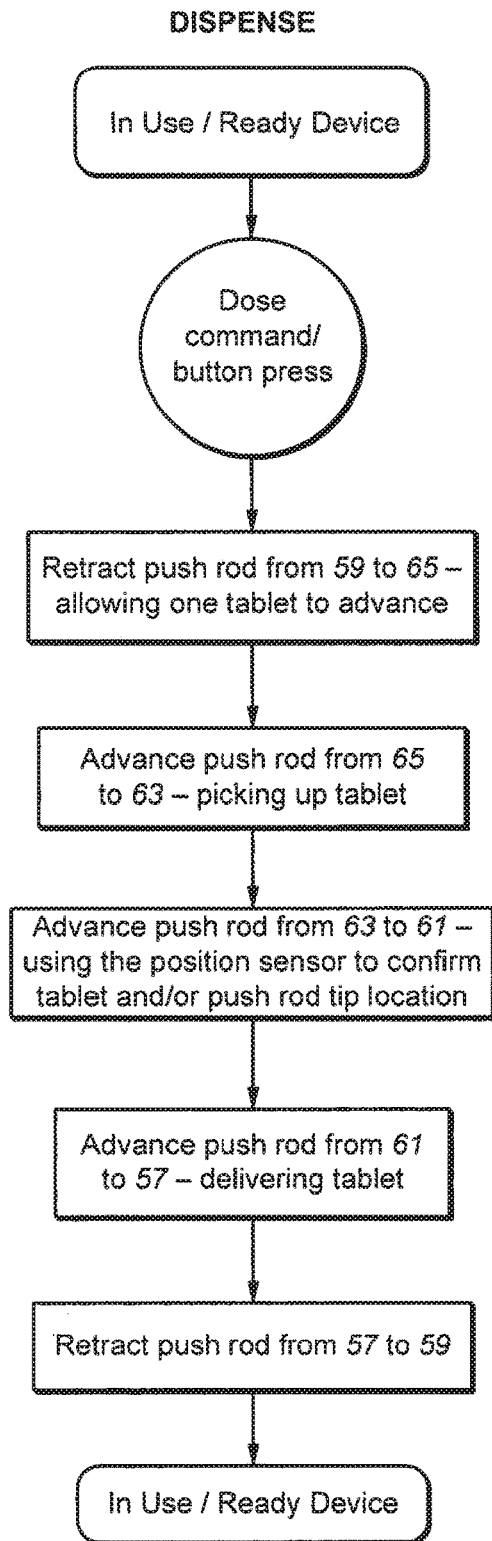 DISPENSE
In Use / Ready Device
Dose
command/
button press
Retract push rod from 59 to 65 –
allowing one tablet to advance
Advance push rod from 65
to 63 – picking up tablet
Advance push rod from 63 to 61 –
using the position sensor to confirm
tablet and/or push rod tip location
Advance push rod from 61
to 57 – delivering tablet
Retract push rod from 57 to 59
In Use / Ready Device